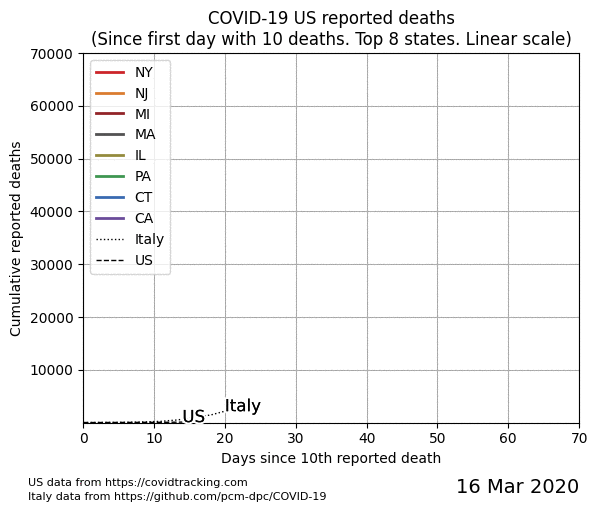 COVID-19 US reported deaths
(Since first day with 10 deaths. Top 8 states. Linear scale)
70000
60000
50000
40000
30000
20000
10000
Cumulative reported deaths
NY
NJ
MI
MA
IL
PA
CT
CA
Italy
US
US
Italy
0 10 20 30 40 50 60 70
Days since 10th reported death
US data from https://covidtracking.com
Italy data from https://github.com/pcm-dpc/COVID-19
16 Mar 2020